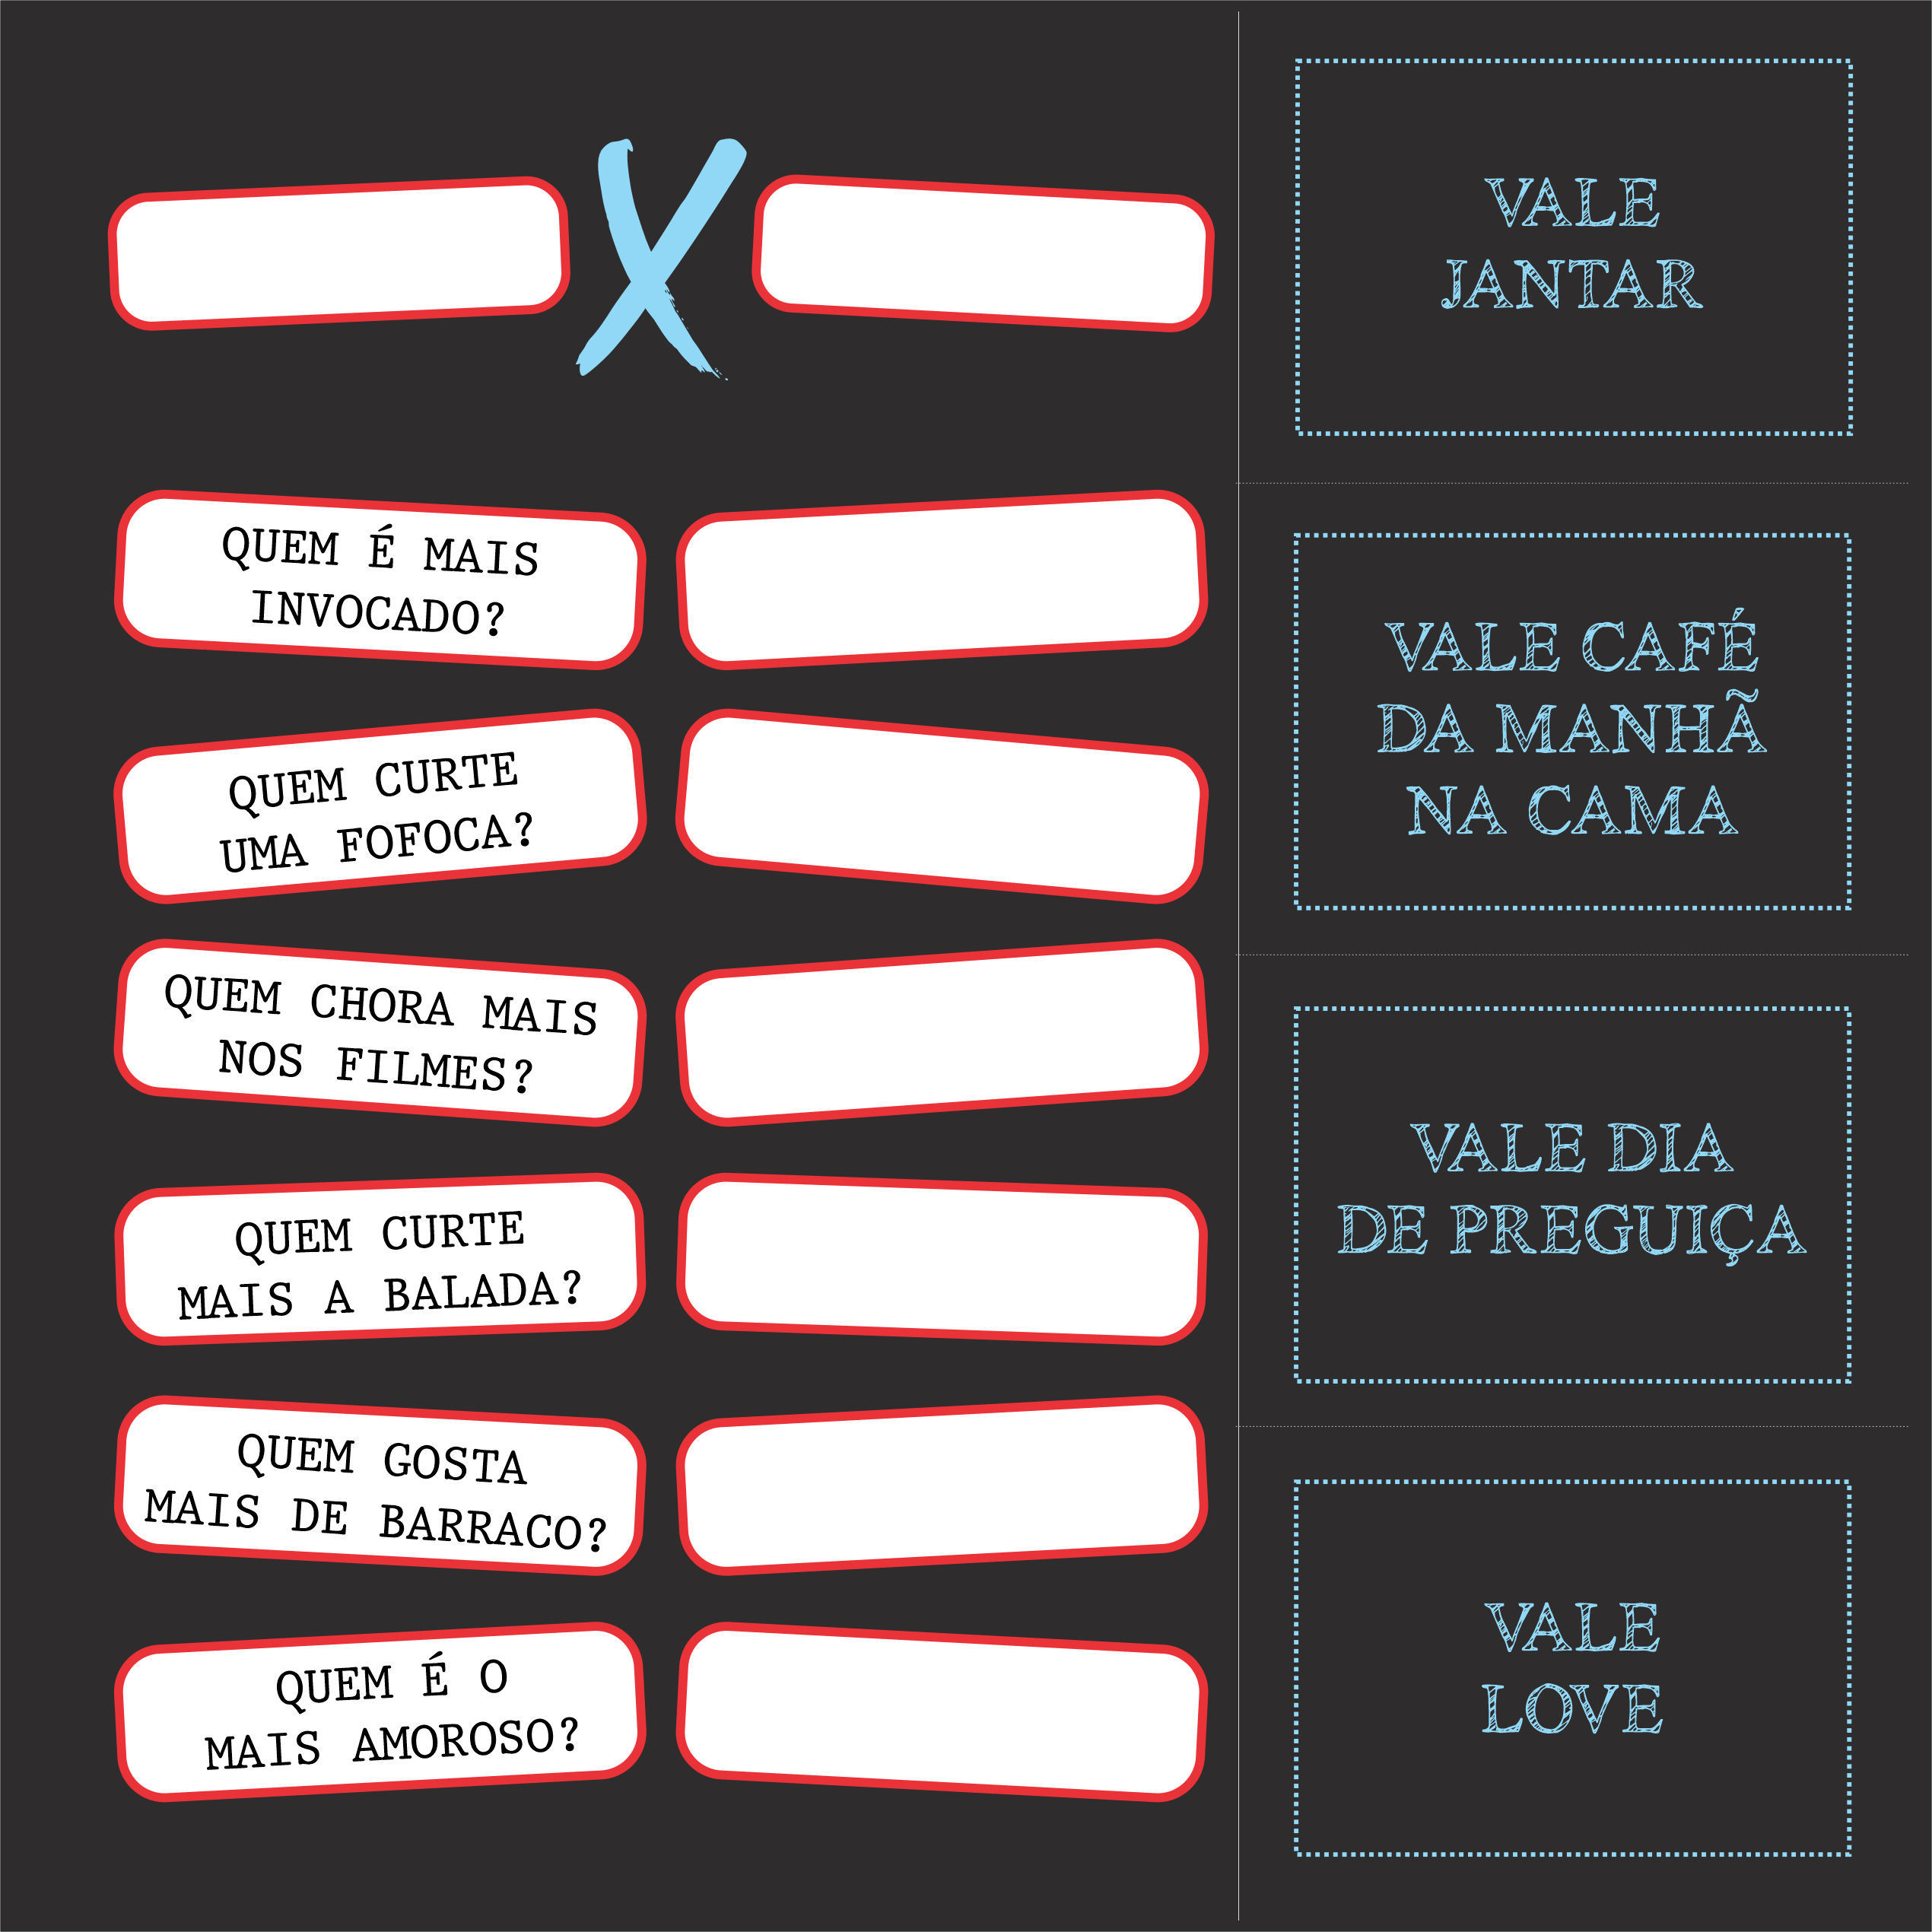 X
QUEM É MAIS
INVOCADO?
QUEM CURTE
UMA FOFOCA?
QUEM CHORA MAIS
NOS FILMES?
QUEM CURTE
MAIS A BALADA?
QUEM GOSTA
MAIS DE BARRACO?
QUEM É O
MAIS AMOROSO?
VALE
JANTAR
VALE CAFÉ
DA MANHÃ
NA CAMA
VALE DIA
DE PREGUIÇA
VALE
LOVE